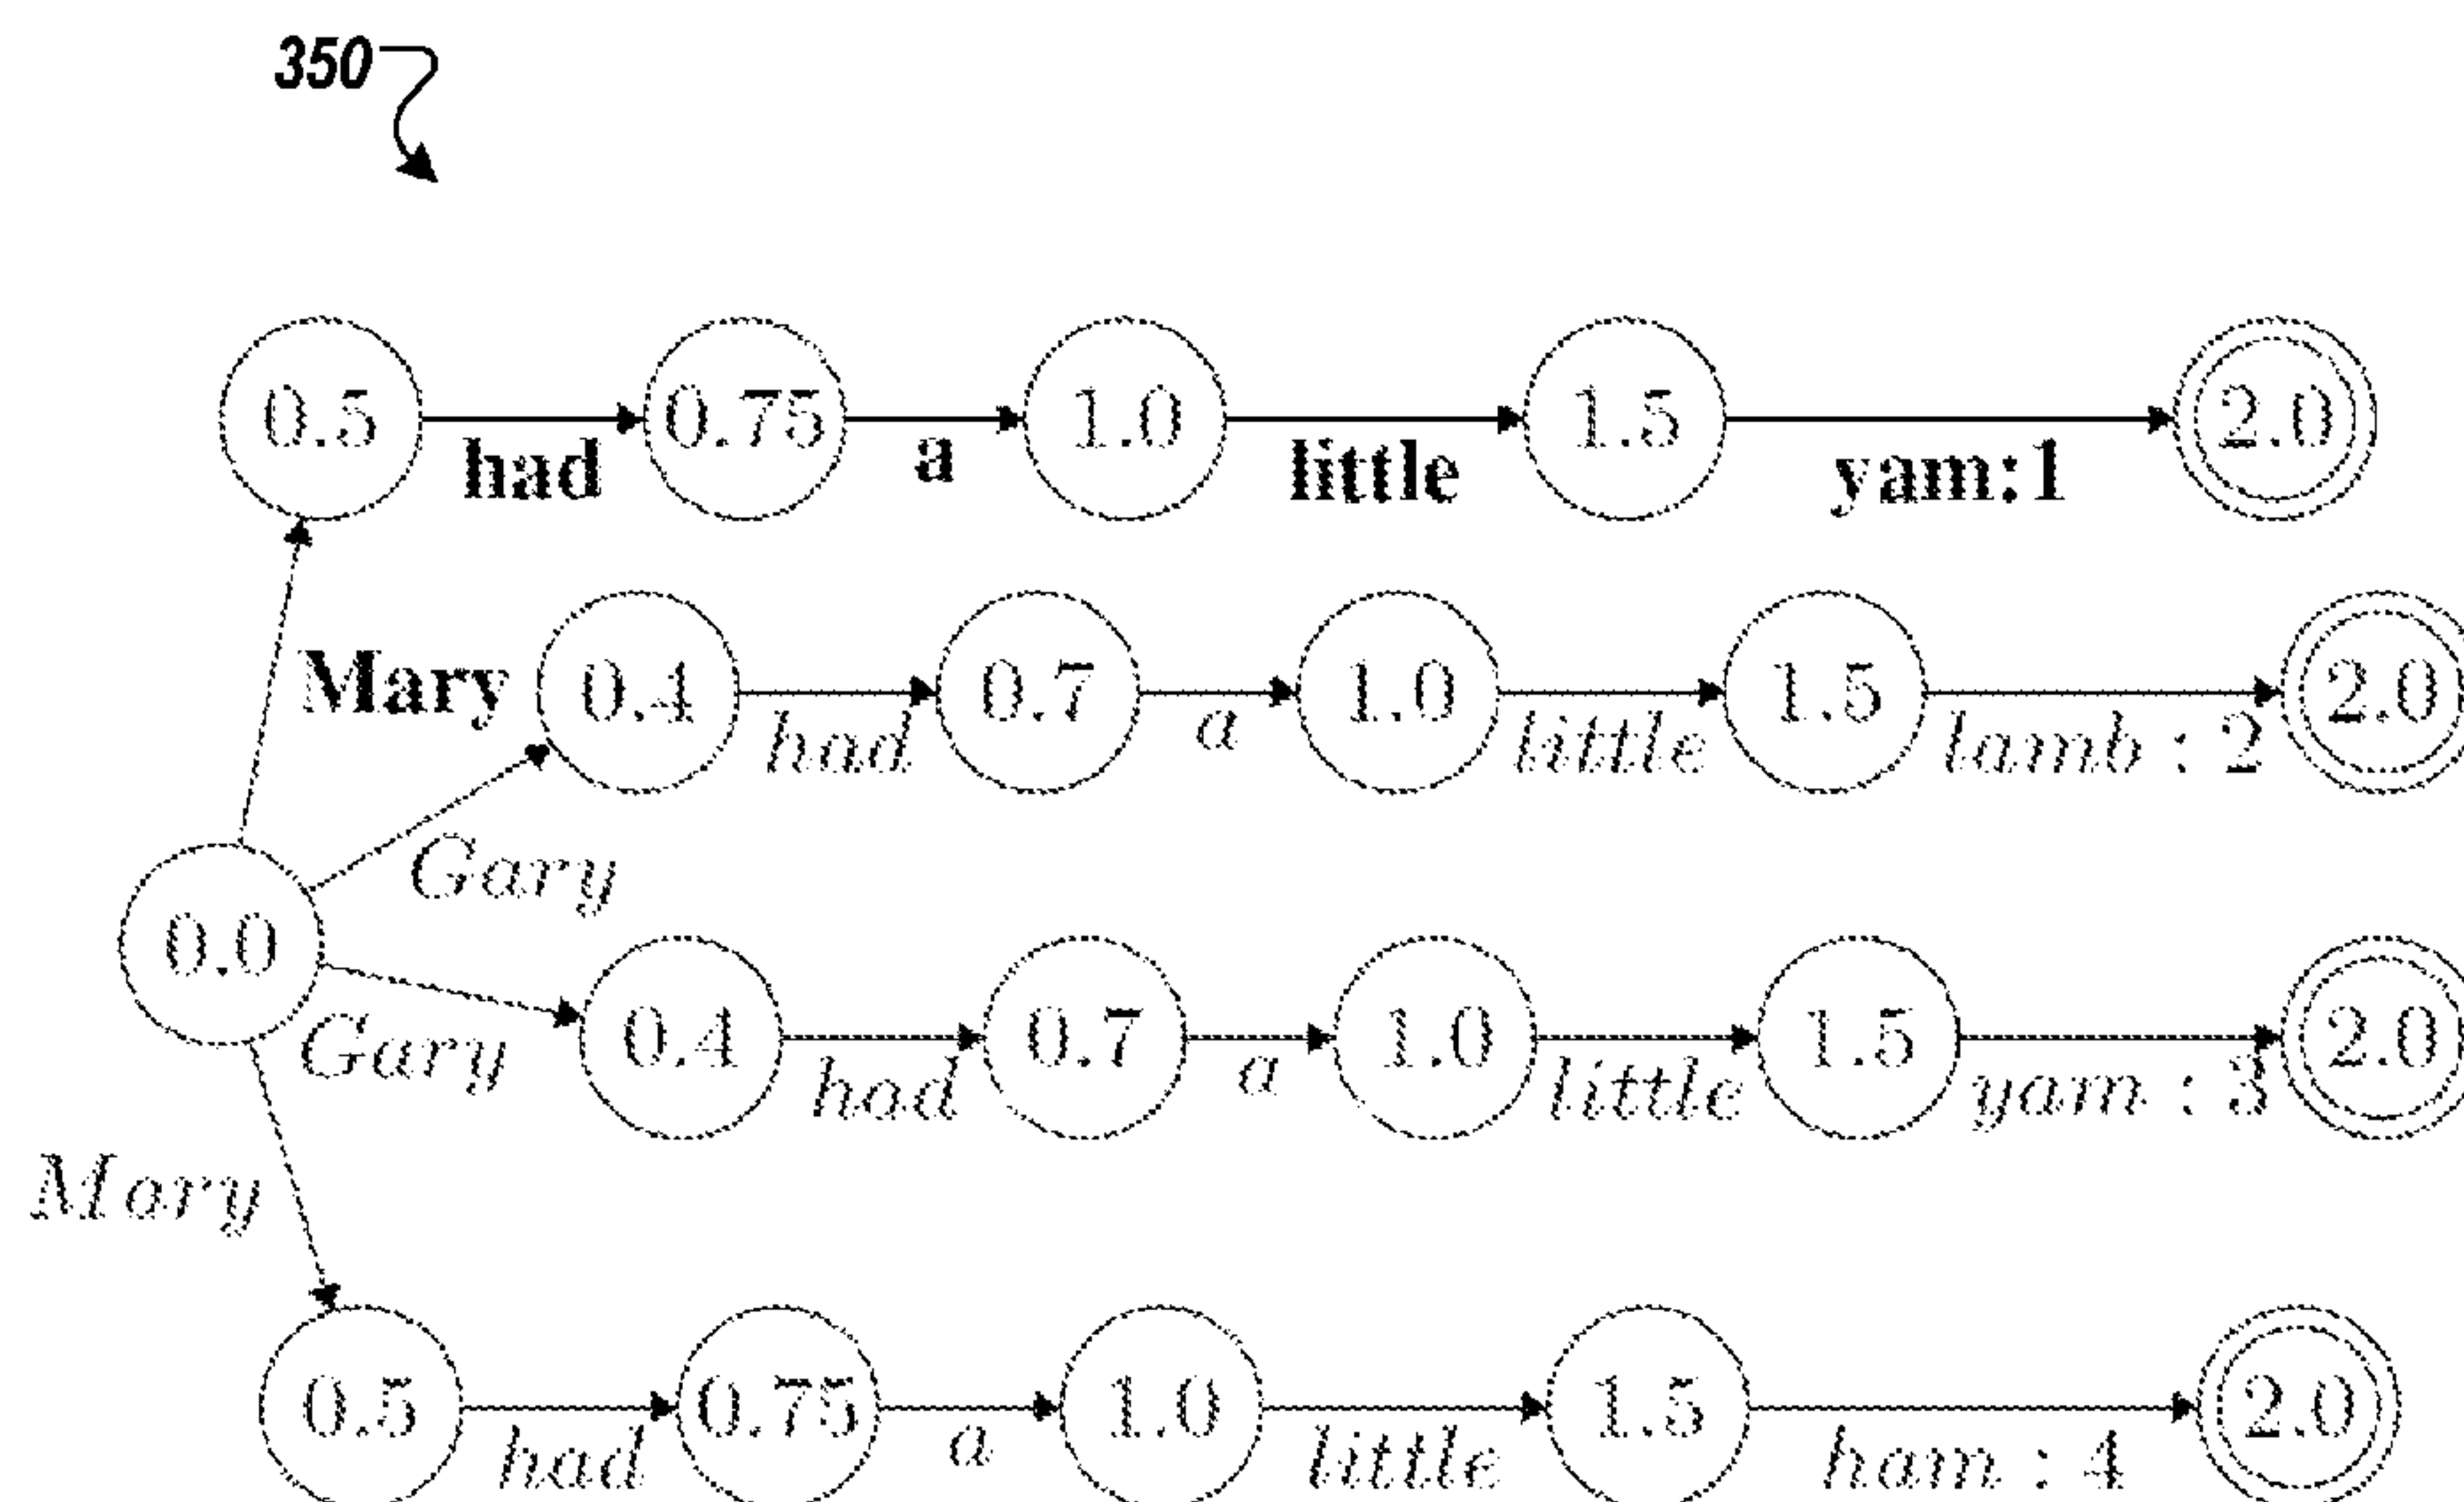 350
0.5 0.75 1.0 1.5 2.0
had a little yam:1
Mary 0.4 0.7 1.0 1.5 2.0
had a little lamb : 2
Gary
0.0
0.4 0.7 1.0 1.5 2.0
Gary had a little yam : 3
Mary
0.5 0.75 1.0 1.5 2.0
had a little ham : 4